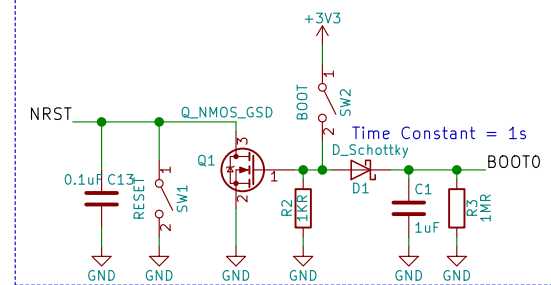 +3V3
1
BOOT
SW2
2
NRST
Q_NMOS_GSD
Time Constant = 1s
3
D_Schottky
Q1
1
BOOT0
D1
0.1uF
C13
RESET
1
SW1
2
2
R2
1KR
C1
1uF
R3
1MR
GND
GND
GND
GND
GND
GND